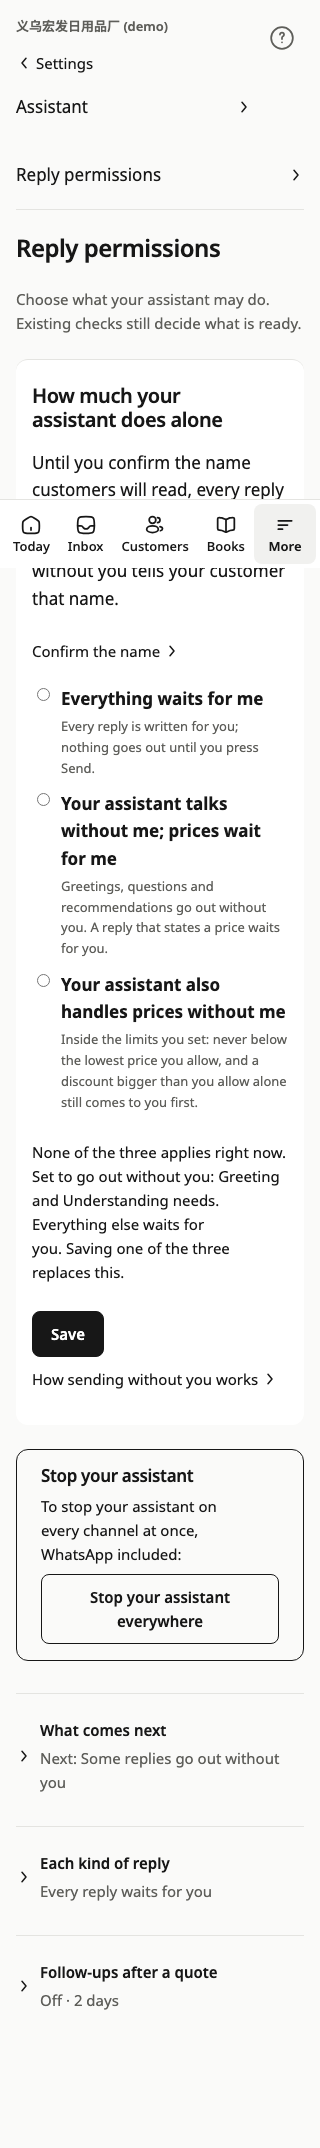 义乌宏发日用品厂 (demo)
Settings
Assistant
Reply permissions
Reply permissions
Choose what your assistant may do.
Existing checks still decide what is ready.
How much your
assistant does alone
Until you confirm the name
customers will read, every reply
Today Inbox Customers Books More
without you tells your customer
that name.
Confirm the name
Everything waits for me
Every reply is written for you;
nothing goes out until you press
Send.
Your assistant talks
without me; prices wait
for me
Greetings, questions and
recommendations go out without
you. A reply that states a price waits
for you.
Your assistant also
handles prices without me
Inside the limits you set: never below
the lowest price you allow, and a
discount bigger than you allow alone
still comes to you first.
None of the three applies right now.
Set to go out without you: Greeting
and Understanding needs.
Everything else waits for
you. Saving one of the three
replaces this.
Save
How sending without you works
Stop your assistant
To stop your assistant on
every channel at once,
WhatsApp included:
Stop your assistant
everywhere
What comes next
Next: Some replies go out without
you
Each kind of reply
Every reply waits for you
Follow-ups after a quote
Off · 2 days